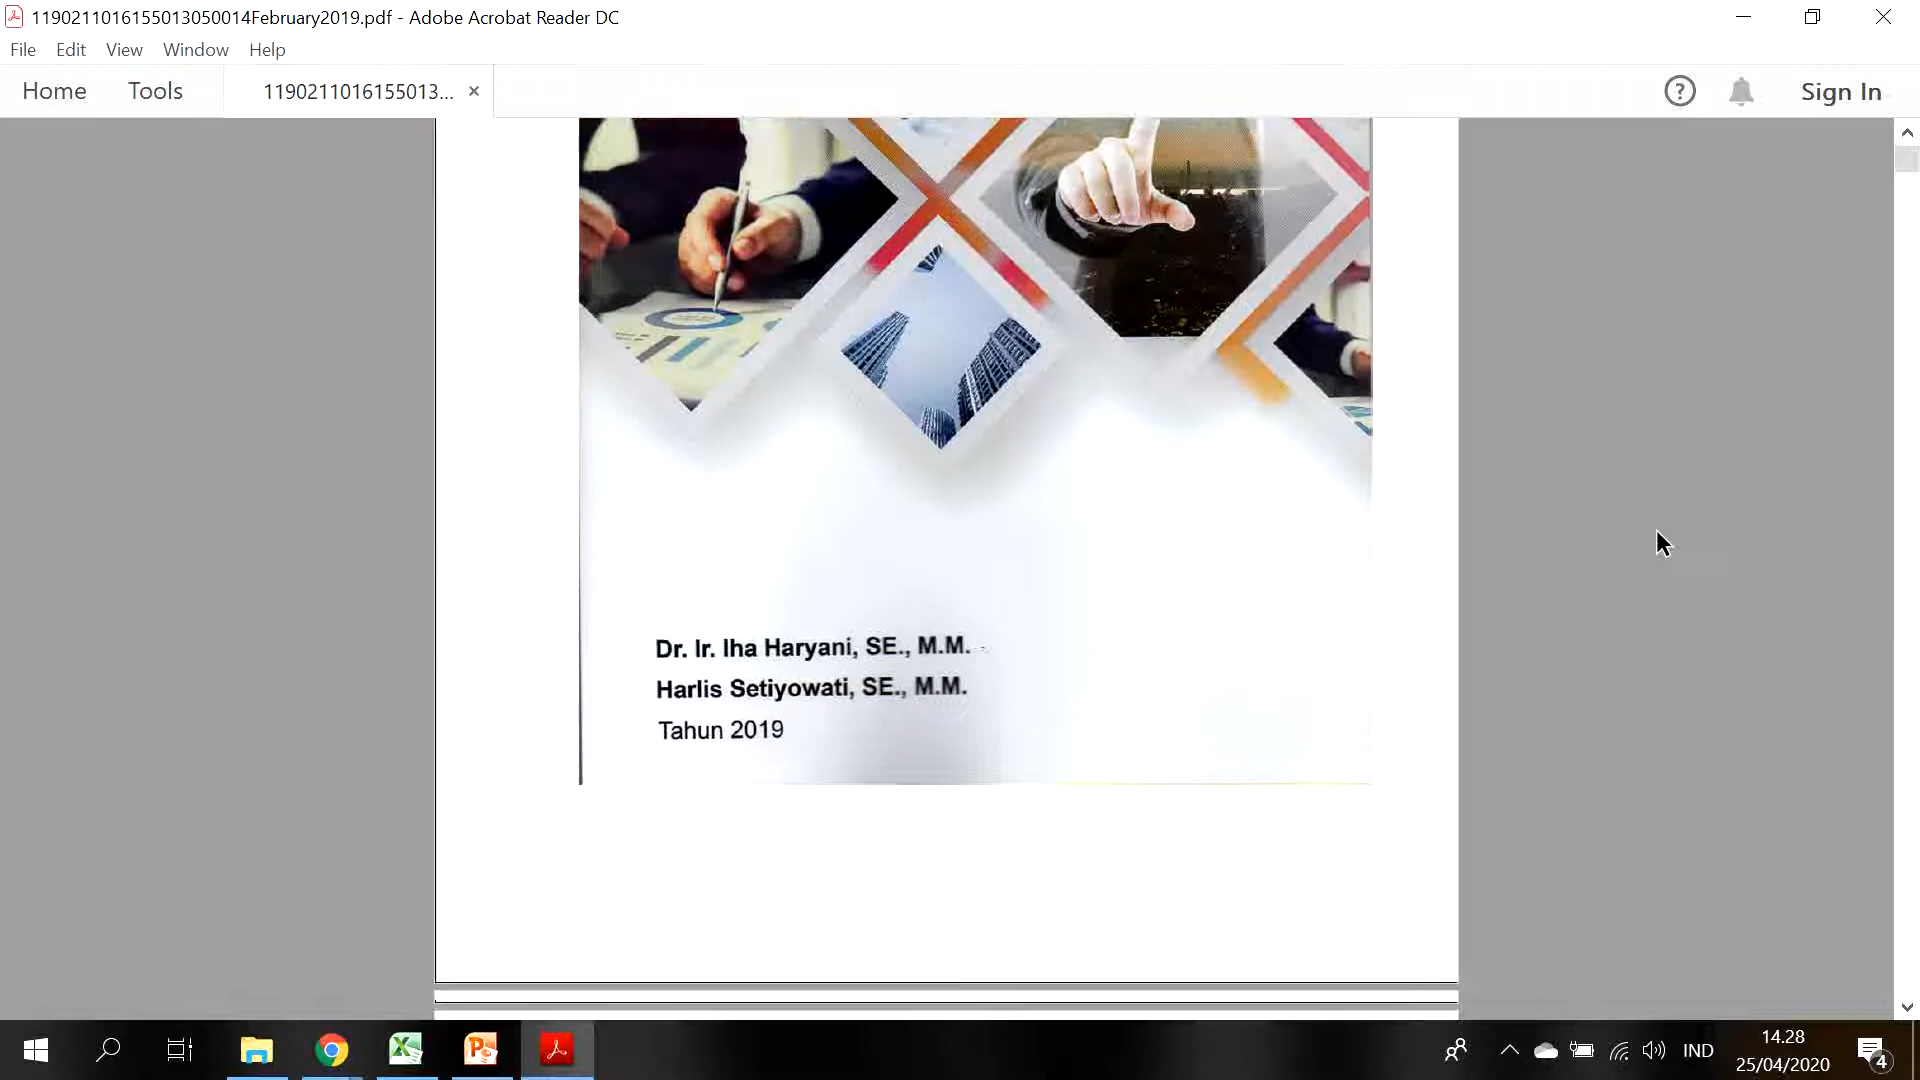 1190211016155013050014February2019.pdf - Adobe Acrobat Reader DC
File Edit View Window Help
Home Tools 1190211016155013... × Sign In
Dr. Ir. Iha Haryani, SE., M.M.
Harlis Setiyowati, SE., M.M.
Tahun 2019
IND
14.28
25/04/2020
4